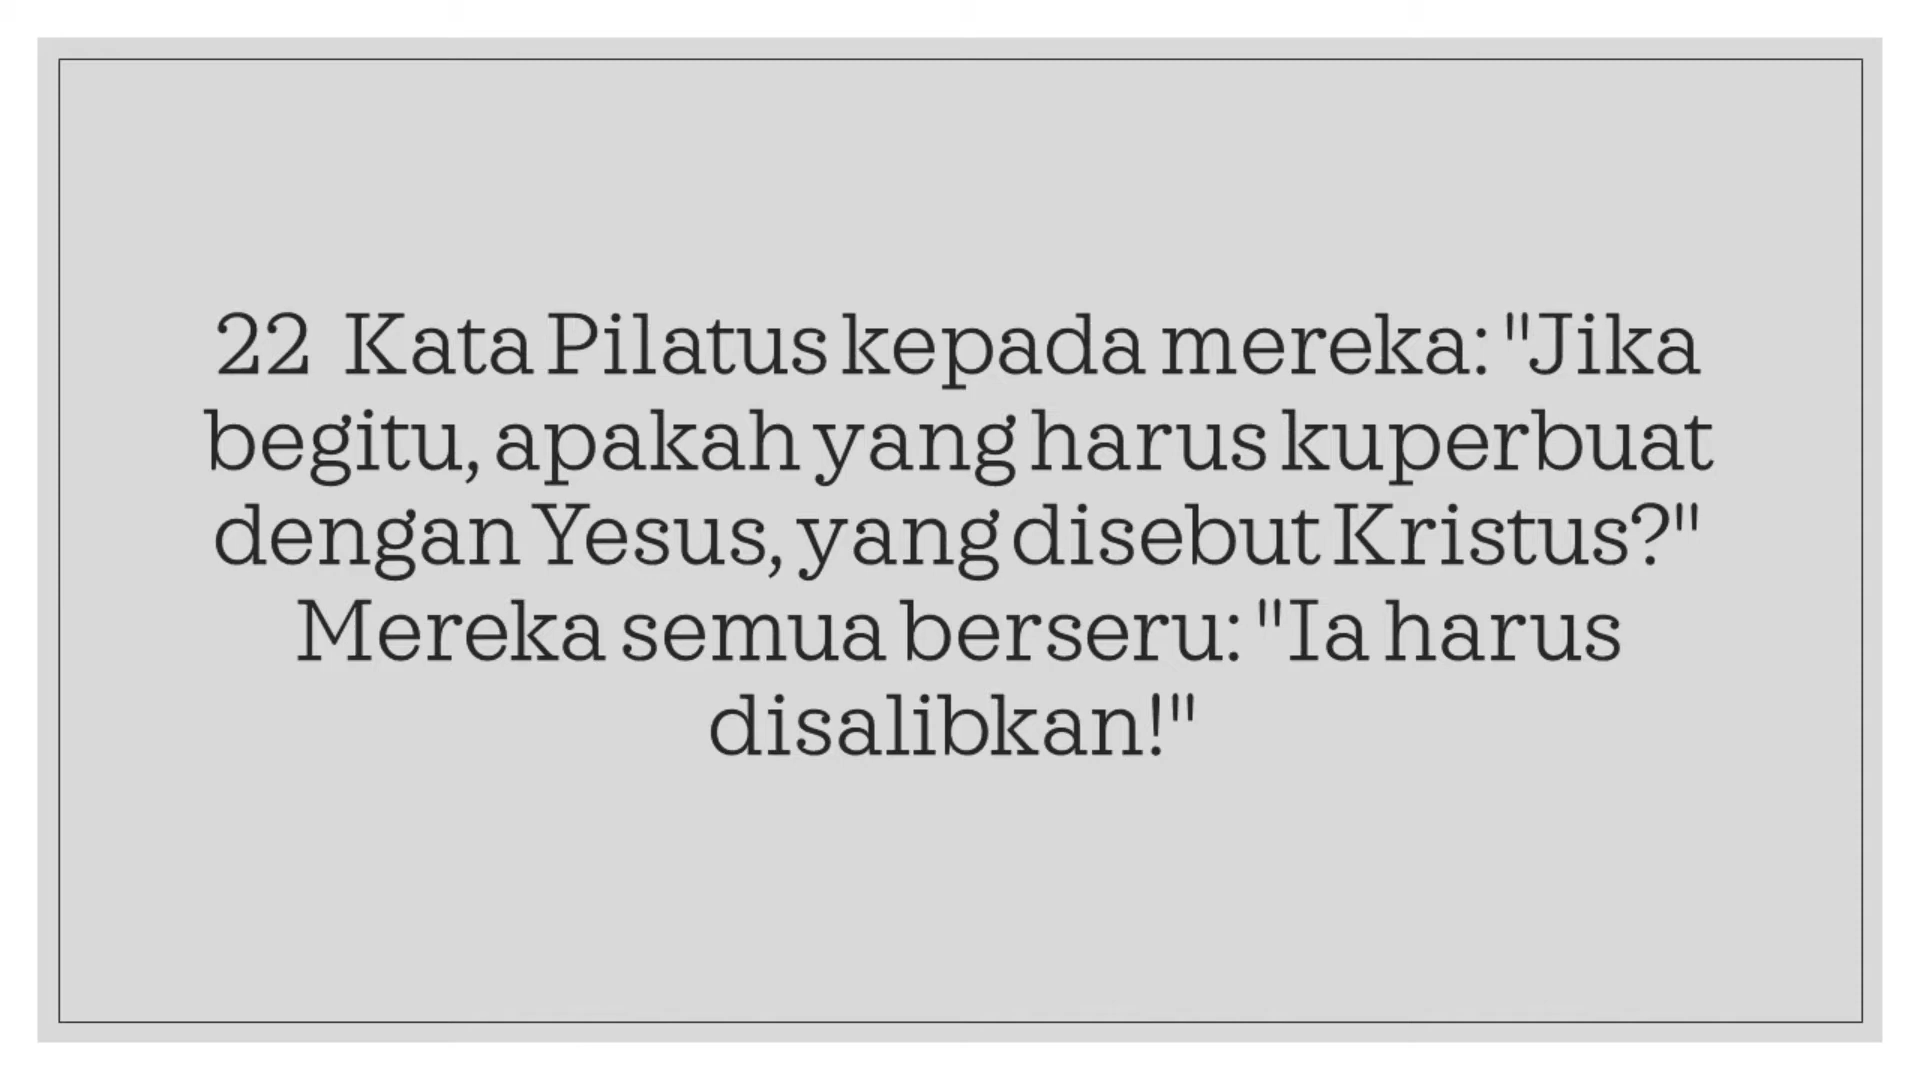 22 Kata Pilatus kepada mereka: "Jika
begitu, apakah yang harus kuperbuat
dengan Yesus, yang disebut Kristus?"
Mereka semua berseru: "Ia harus
disalibkan!"